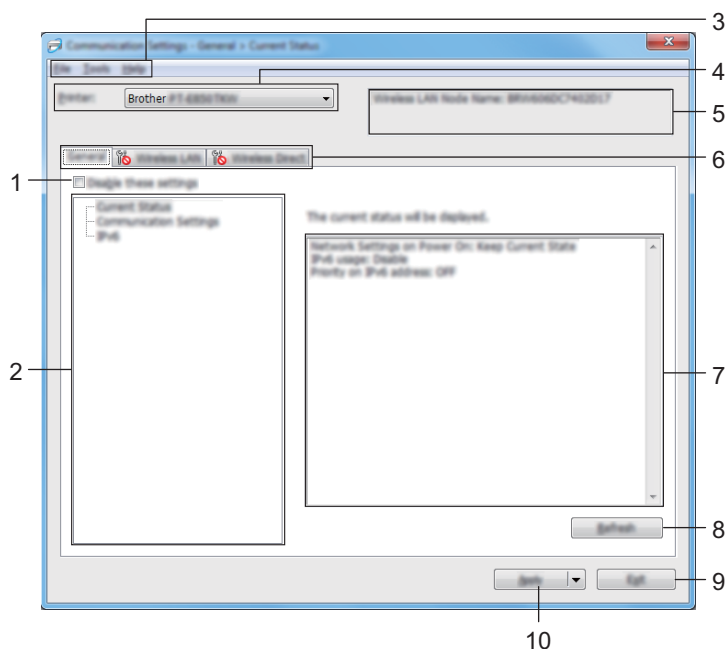 3
Communication Settings - General > Current Status
File Tools Help
4
Printer: Brother PT-E850TKW
Wireless LAN Node Name:
5
General Wireless LAN Wireless Direct
6
1
Disable these settings
Current Status
Communication Settings
IPv6
The current status will be displayed.
Network Settings on Power On: Keep Current State
IPv6 usage: Disable
Priority on IPv6 address: OFF
2
7
Refresh
8
Apply Exit
9
10